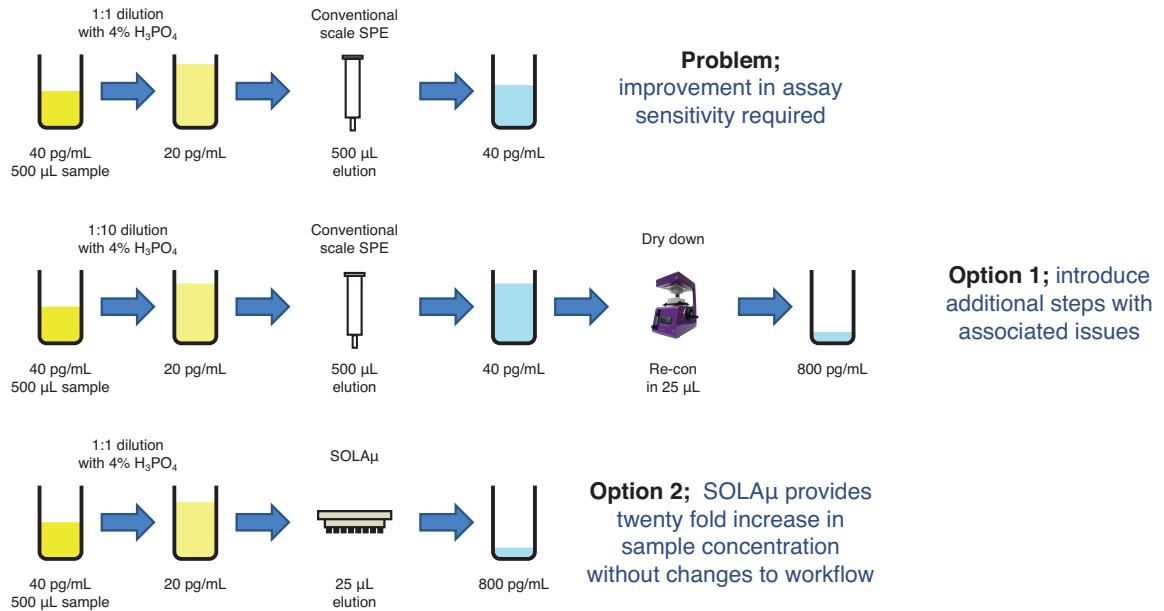 1:1 dilution
with 4% H₃PO₄
Conventional
scale SPE
40 pg/mL
500 µL sample
20 pg/mL
500 µL
elution
40 pg/mL
Problem;
improvement in assay
sensitivity required
1:10 dilution
with 4% H₃PO₄
Conventional
scale SPE
Dry down
40 pg/mL
500 µL sample
20 pg/mL
500 µL
elution
40 pg/mL
Re-con
in 25 µL
800 pg/mL
Option 1; introduce
additional steps with
associated issues
1:1 dilution
with 4% H₃PO₄
SOLAµ
40 pg/mL
500 µL sample
20 pg/mL
25 µL
elution
800 pg/mL
Option 2; SOLAµ provides
twenty fold increase in
sample concentration
without changes to workflow